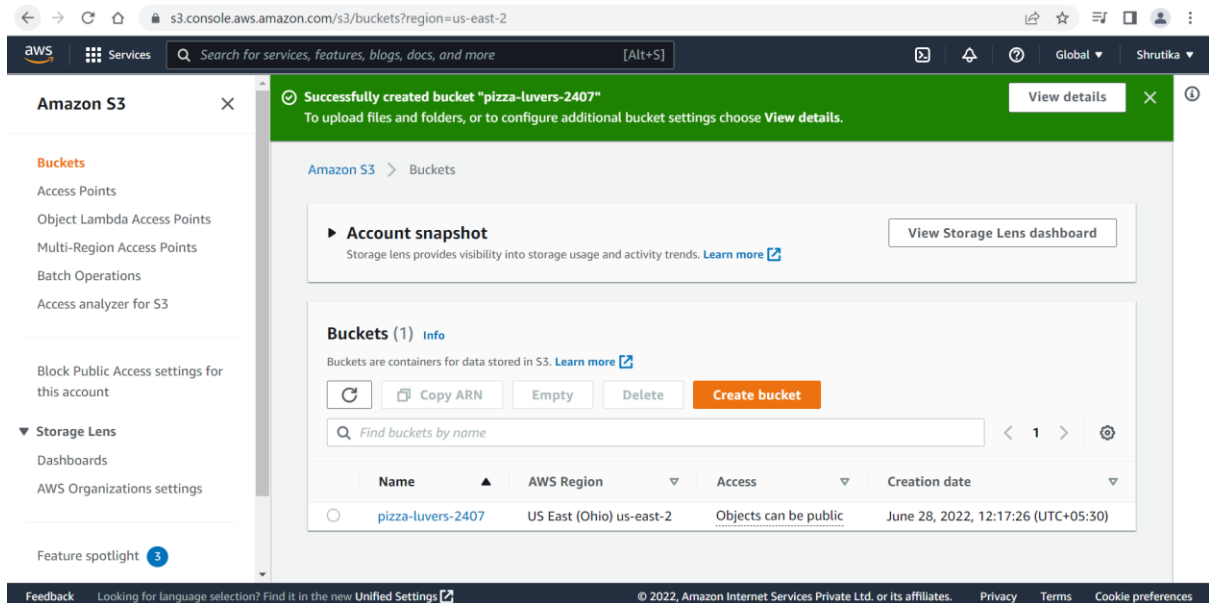 s3.console.aws.amazon.com/s3/buckets?region=us-east-2
aws Services Search for services, features, blogs, docs, and more [Alt+S] Global Shrutika
Amazon S3
Buckets
Access Points
Object Lambda Access Points
Multi-Region Access Points
Batch Operations
Access analyzer for S3
Block Public Access settings for
this account
Storage Lens
Dashboards
AWS Organizations settings
Feature spotlight 3
Successfully created bucket "pizza-luvers-2407"
To upload files and folders, or to configure additional bucket settings choose View details.
View details
Amazon S3 > Buckets
Account snapshot
Storage lens provides visibility into storage usage and activity trends. Learn more
View Storage Lens dashboard
Buckets (1) Info
Buckets are containers for data stored in S3. Learn more
Copy ARN Empty Delete Create bucket
Find buckets by name
1
Name AWS Region Access Creation date
pizza-luvers-2407 US East (Ohio) us-east-2 Objects can be public June 28, 2022, 12:17:26 (UTC+05:30)
Feedback Looking for language selection? Find it in the new Unified Settings © 2022, Amazon Internet Services Private Ltd. or its affiliates. Privacy Terms Cookie preferences